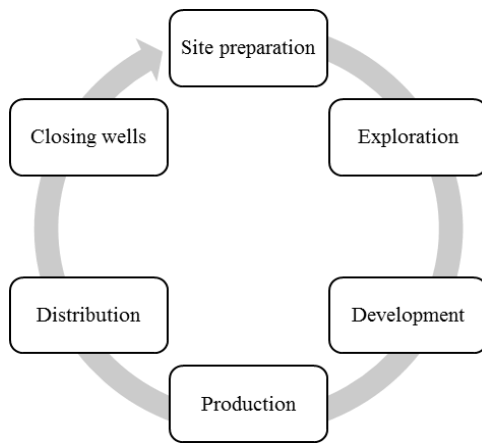 Site preparation
Exploration
Development
Production
Distribution
Closing wells